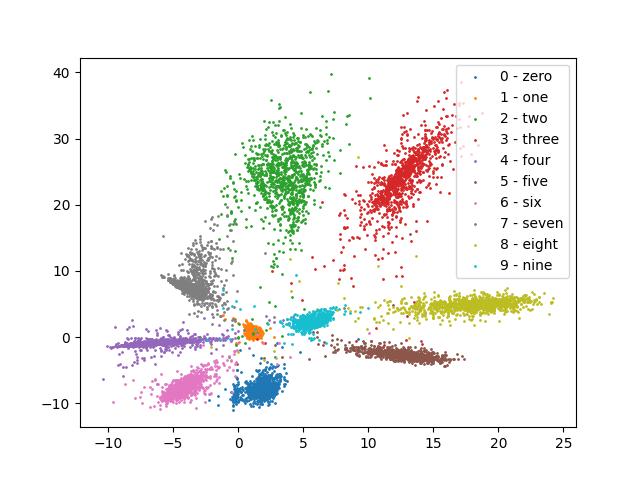 40
30
20
10
0
−10
−10
−5
0
5
10
15
20
25
0 - zero
1 - one
2 - two
3 - three
4 - four
5 - five
6 - six
7 - seven
8 - eight
9 - nine